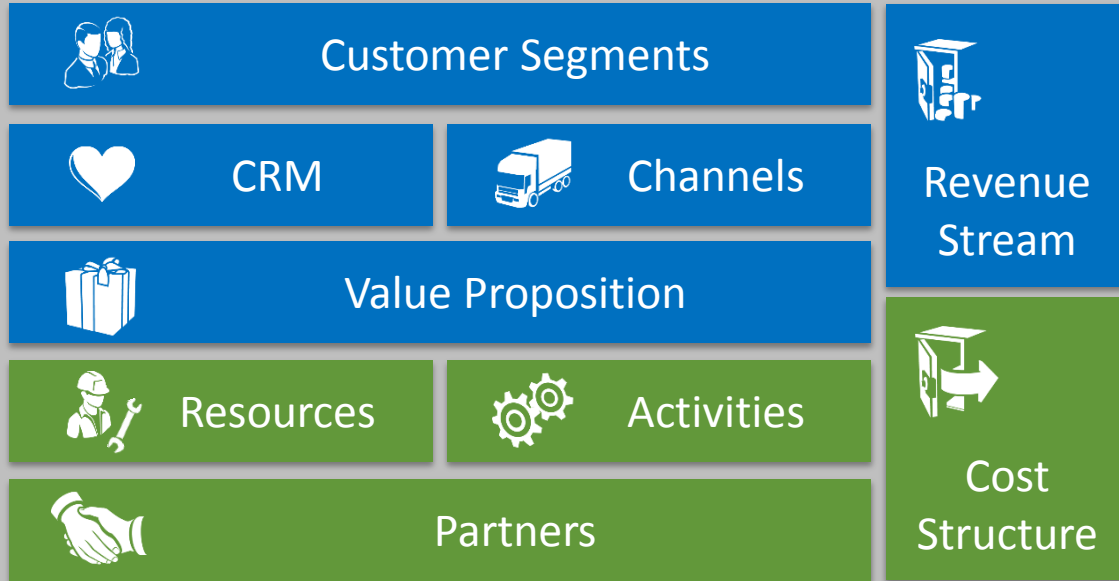 Customer Segments
CRM
Channels
Value Proposition
Resources
Activities
Partners
Revenue
Stream
Cost
Structure